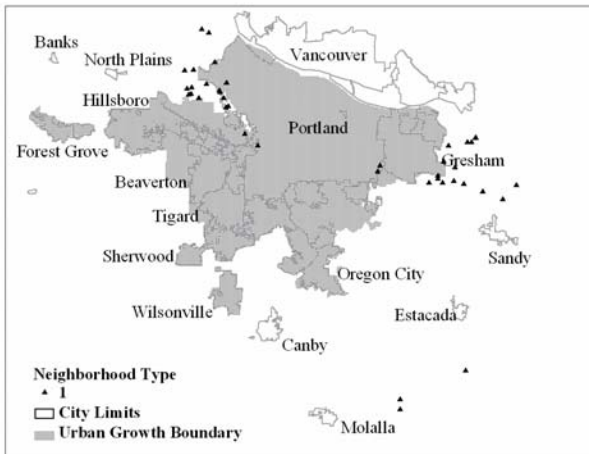 Banks
North Plains
Vancouver
Hillsboro
Portland
Forest Grove
Gresham
Beaverton
Tigard
Sherwood
Sandy
Oregon City
Wilsonville
Estacada
Canby
Neighborhood Type
1
City Limits
Molalla
Urban Growth Boundary